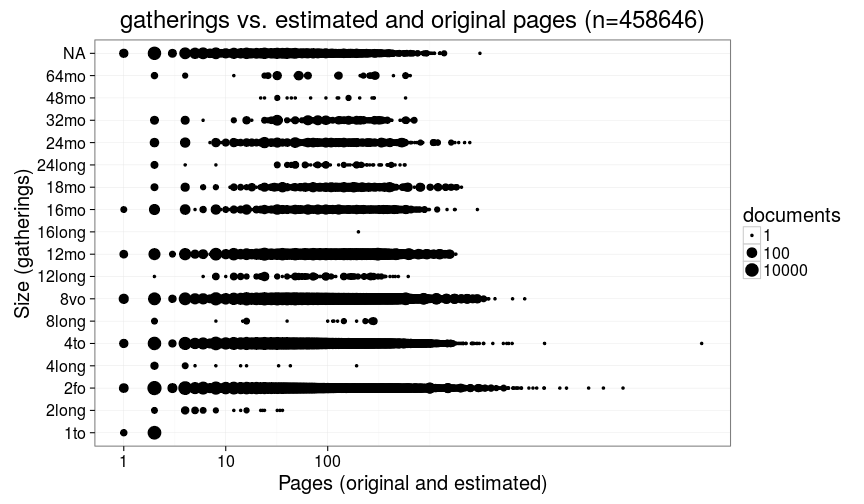 gatherings vs. estimated and original pages (n=458646)
Size (gatherings)
NA
64mo
48mo
32mo
24mo
24long
18mo
16mo
16long
12mo
12long
8vo
8long
4to
4long
2fo
2long
1to
1 10 100
Pages (original and estimated)
documents
1
100
10000